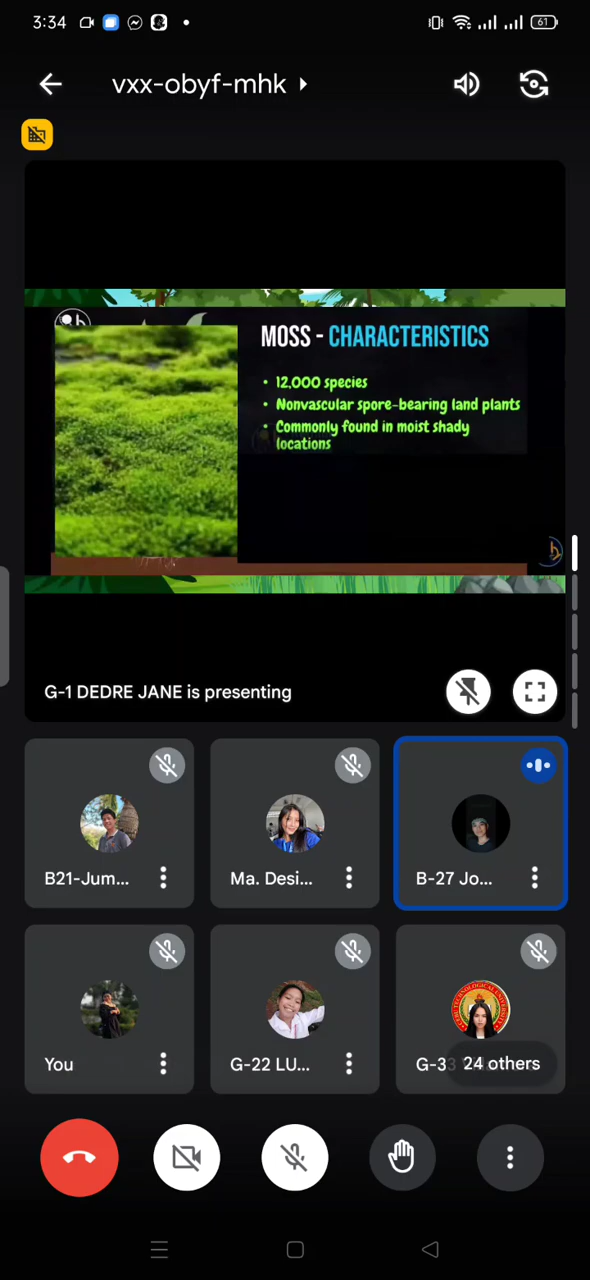 3:34
61
vxx-obyf-mhk
MOSS - CHARACTERISTICS
• 12,000 species
• Nonvascular spore-bearing land plants
• Commonly found in moist shady
locations
G-1 DEDRE JANE is presenting
B21-Jum...
Ma. Desi...
B-27 Jo...
You
G-22 LU...
G-33
24 others